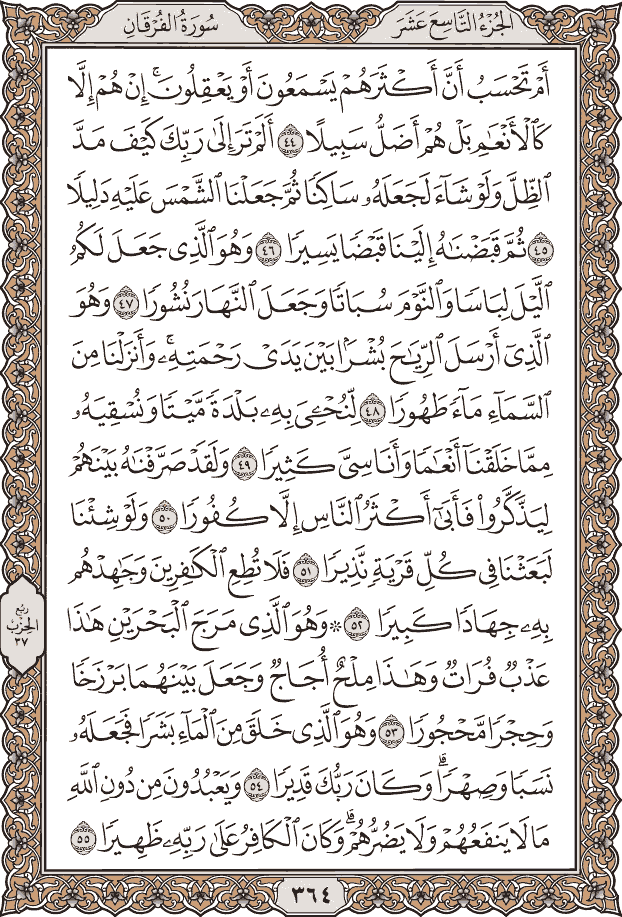 الجُزْءُ التَّاسِعَ عَشَرَ
سُورَةُ الفُرْقَانِ
أَمْ تَحْسَبُ أَنَّ أَكْثَرَهُمْ يَسْمَعُونَ أَوْ يَعْقِلُونَۚ إِنْ هُمْ إِلَّا
كَٱلْأَنْعَٰمِ بَلْ هُمْ أَضَلُّ سَبِيلًا ٤٤ أَلَمْ تَرَ إِلَىٰ رَبِّكَ كَيْفَ مَدَّ
ٱلظِّلَّ وَلَوْ شَآءَ لَجَعَلَهُۥ سَاكِنًا ثُمَّ جَعَلْنَا ٱلشَّمْسَ عَلَيْهِ دَلِيلًا
٤٥ ثُمَّ قَبَضْنَٰهُ إِلَيْنَا قَبْضًا يَسِيرًا ٤٦ وَهُوَ ٱلَّذِى جَعَلَ لَكُمُ
ٱلَّيْلَ لِبَاسًا وَٱلنَّوْمَ سُبَاتًا وَجَعَلَ ٱلنَّهَارَ نُشُورًا ٤٧ وَهُوَ
ٱلَّذِىٓ أَرْسَلَ ٱلرِّيَٰحَ بُشْرًۢا بَيْنَ يَدَىْ رَحْمَتِهِۦۚ وَأَنزَلْنَا مِنَ
ٱلسَّمَآءِ مَآءً طَهُورًا ٤٨ لِّنُحْـِۧىَ بِهِۦ بَلْدَةً مَّيْتًا وَنُسْقِيَهُۥ
مِمَّا خَلَقْنَآ أَنْعَٰمًا وَأَنَاسِىَّ كَثِيرًا ٤٩ وَلَقَدْ صَرَّفْنَٰهُ بَيْنَهُمْ
لِيَذَّكَّرُوا۟ فَأَبَىٰٓ أَكْثَرُ ٱلنَّاسِ إِلَّا كُفُورًا ٥٠ وَلَوْ شِئْنَا
لَبَعَثْنَا فِى كُلِّ قَرْيَةٍ نَّذِيرًا ٥١ فَلَا تُطِعِ ٱلْكَٰفِرِينَ وَجَٰهِدْهُم
بِهِۦ جِهَادًا كَبِيرًا ٥٢ ۞ وَهُوَ ٱلَّذِى مَرَجَ ٱلْبَحْرَيْنِ هَٰذَا
عَذْبٌ فُرَاتٌ وَهَٰذَا مِلْحٌ أُجَاجٌ وَجَعَلَ بَيْنَهُمَا بَرْزَخًا
وَحِجْرًا مَّحْجُورًا ٥٣ وَهُوَ ٱلَّذِى خَلَقَ مِنَ ٱلْمَآءِ بَشَرًا فَجَعَلَهُۥ
نَسَبًا وَصِهْرًاۗ وَكَانَ رَبُّكَ قَدِيرًا ٥٤ وَيَعْبُدُونَ مِن دُونِ ٱللَّهِ
مَا لَا يَنفَعُهُمْ وَلَا يَضُرُّهُمْۗ وَكَانَ ٱلْكَافِرُ عَلَىٰ رَبِّهِۦ ظَهِيرًا ٥٥
رُبْع
الحِزْبِ
٣٧
٣٦٤